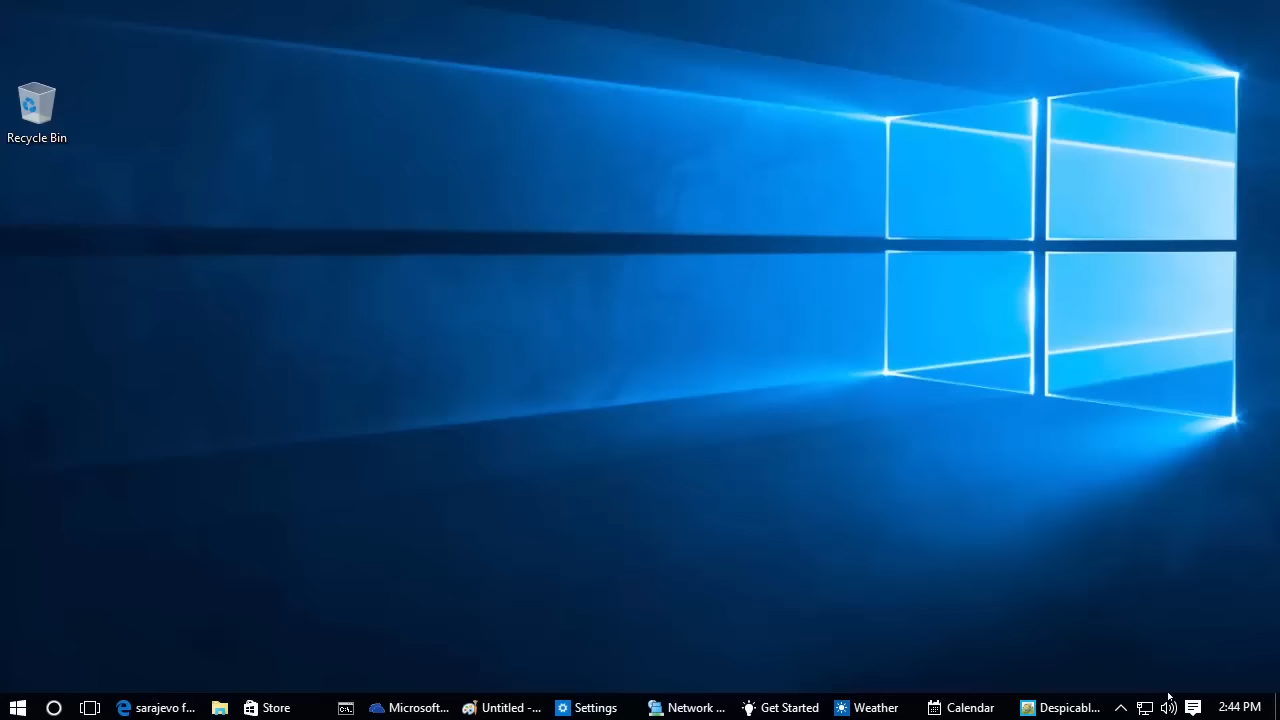 Recycle Bin
sarajevo f...
Store
Microsoft...
Untitled -...
Settings
Network ...
Get Started
Weather
Calendar
Despicabl...
2:44 PM